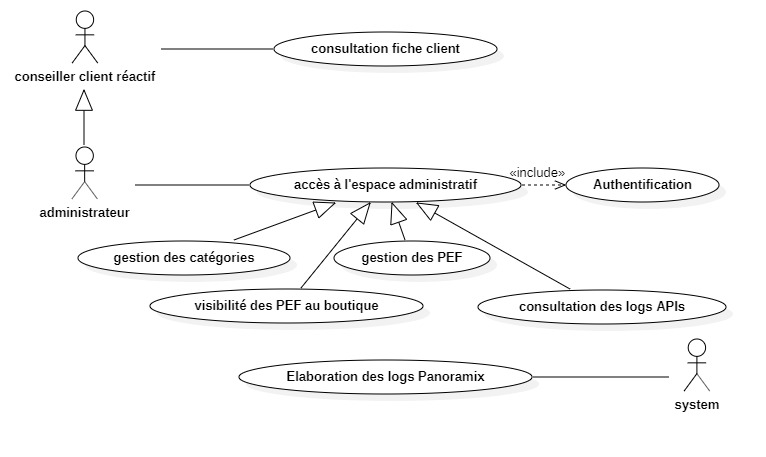 consultation fiche client
conseiller client réactif
«include»
accès à l'espace administratif
Authentification
administrateur
gestion des catégories
gestion des PEF
visibilité des PEF au boutique
consultation des logs APIs
Elaboration des logs Panoramix
system